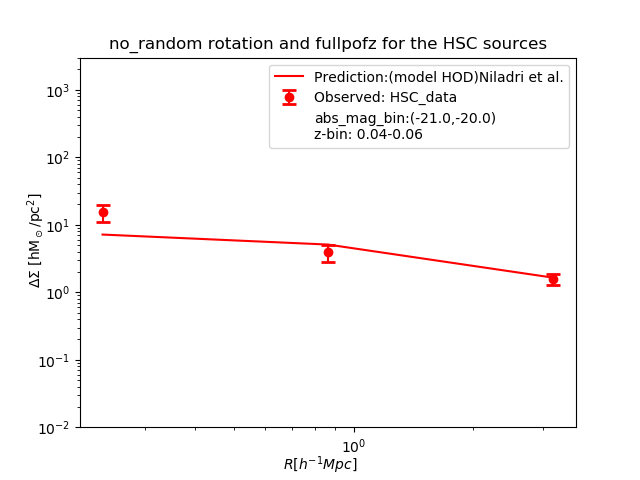 no_random rotation and fullpofz for the HSC sources
Prediction:(model HOD)Niladri et al.
Observed: HSC_data
abs_mag_bin:(-21.0,-20.0)
z-bin: 0.04-0.06
ΔΣ [hM⊙/pc²]
10³
10²
10¹
10⁰
10⁻¹
10⁻²
10⁰
R[h⁻¹Mpc]